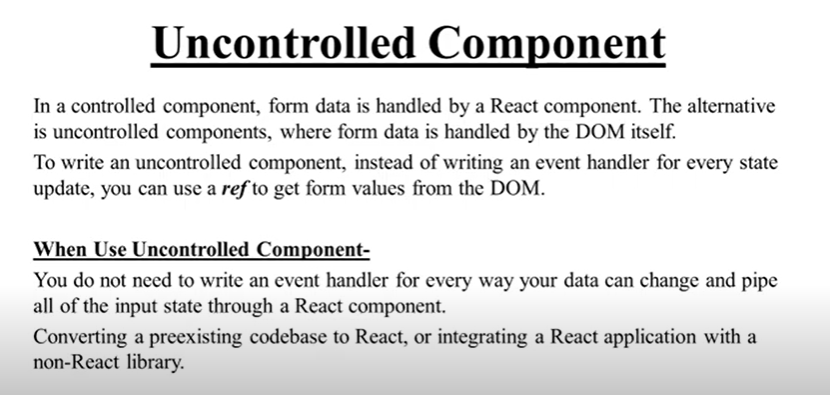 Uncontrolled Component
In a controlled component, form data is handled by a React component. The alternative
is uncontrolled components, where form data is handled by the DOM itself.
To write an uncontrolled component, instead of writing an event handler for every state
update, you can use a ref to get form values from the DOM.
When Use Uncontrolled Component-
You do not need to write an event handler for every way your data can change and pipe
all of the input state through a React component.
Converting a preexisting codebase to React, or integrating a React application with a
non-React library.